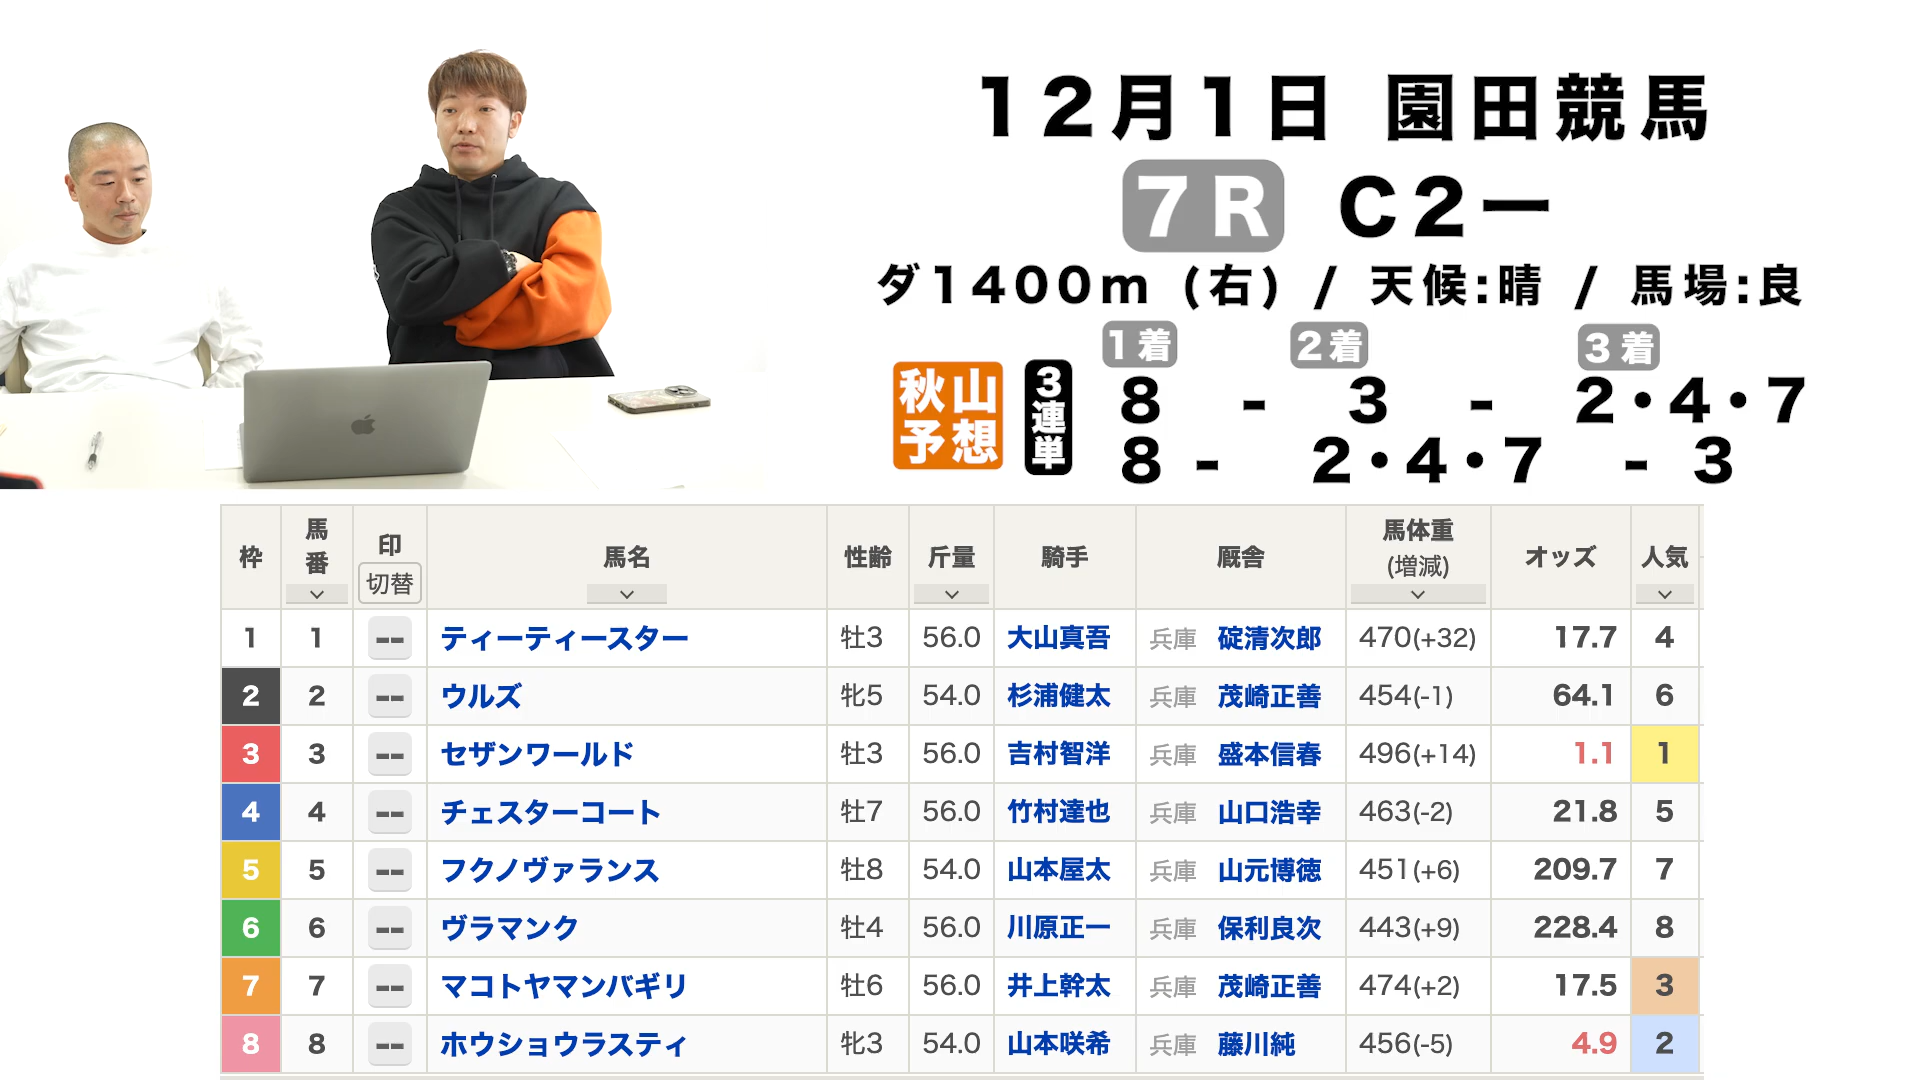 12月1日 園田競馬
7R C2一
ダ1400m (右) / 天候:晴 / 馬場:良
1着 2着 3着
秋山予想 3連単 8 - 3 - 2・4・7
8 - 2・4・7 - 3
枠 馬番 印 切替 馬名 性齢 斤量 騎手 厩舎 馬体重(増減) オッズ 人気
1 1 -- ティーティースター 牡3 56.0 大山真吾 兵庫 碇清次郎 470(+32) 17.7 4
2 2 -- ウルズ 牝5 54.0 杉浦健太 兵庫 茂崎正善 454(-1) 64.1 6
3 3 -- セザンワールド 牡3 56.0 吉村智洋 兵庫 盛本信春 496(+14) 1.1 1
4 4 -- チェスターコート 牡7 56.0 竹村達也 兵庫 山口浩幸 463(-2) 21.8 5
5 5 -- フクノヴァランス 牡8 54.0 山本屋太 兵庫 山元博徳 451(+6) 209.7 7
6 6 -- ヴラマンク 牡4 56.0 川原正一 兵庫 保利良次 443(+9) 228.4 8
7 7 -- マコトヤマンバギリ 牡6 56.0 井上幹太 兵庫 茂崎正善 474(+2) 17.5 3
8 8 -- ホウショウラスティ 牝3 54.0 山本咲希 兵庫 藤川純 456(-5) 4.9 2